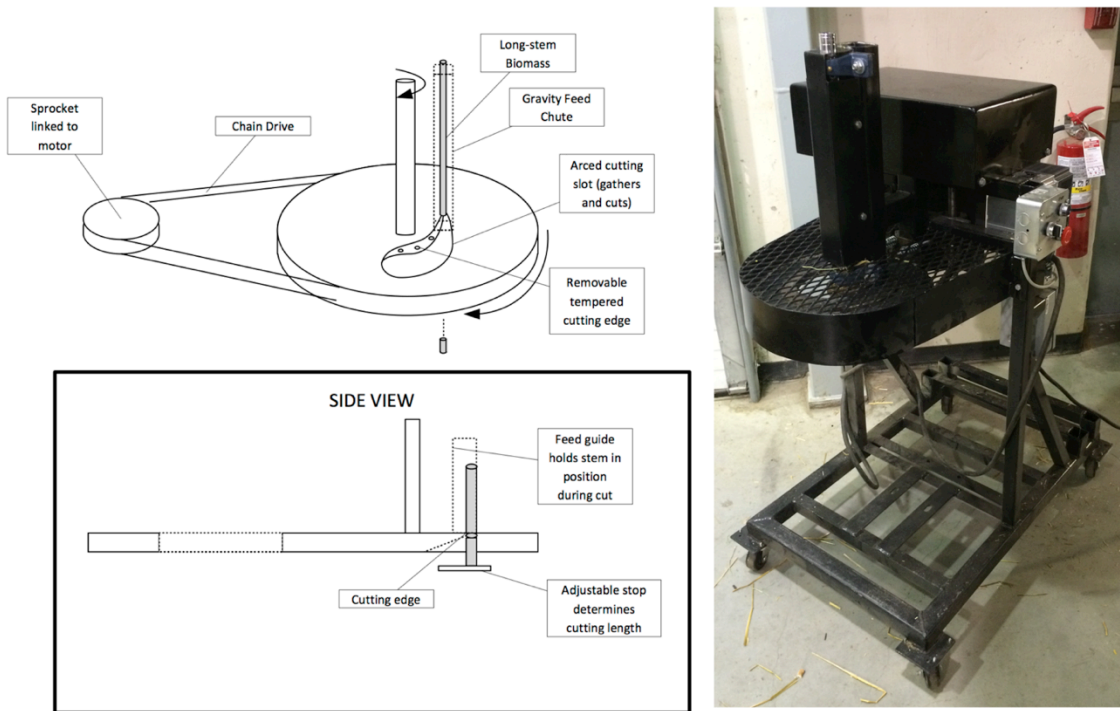 Long-stem
Biomass
Sprocket
linked to
motor
Chain Drive
Gravity Feed
Chute
Arced cutting
slot (gathers
and cuts)
Removable
tempered
cutting edge
SIDE VIEW
Feed guide
holds stem in
position
during cut
Cutting edge
Adjustable stop
determines
cutting length